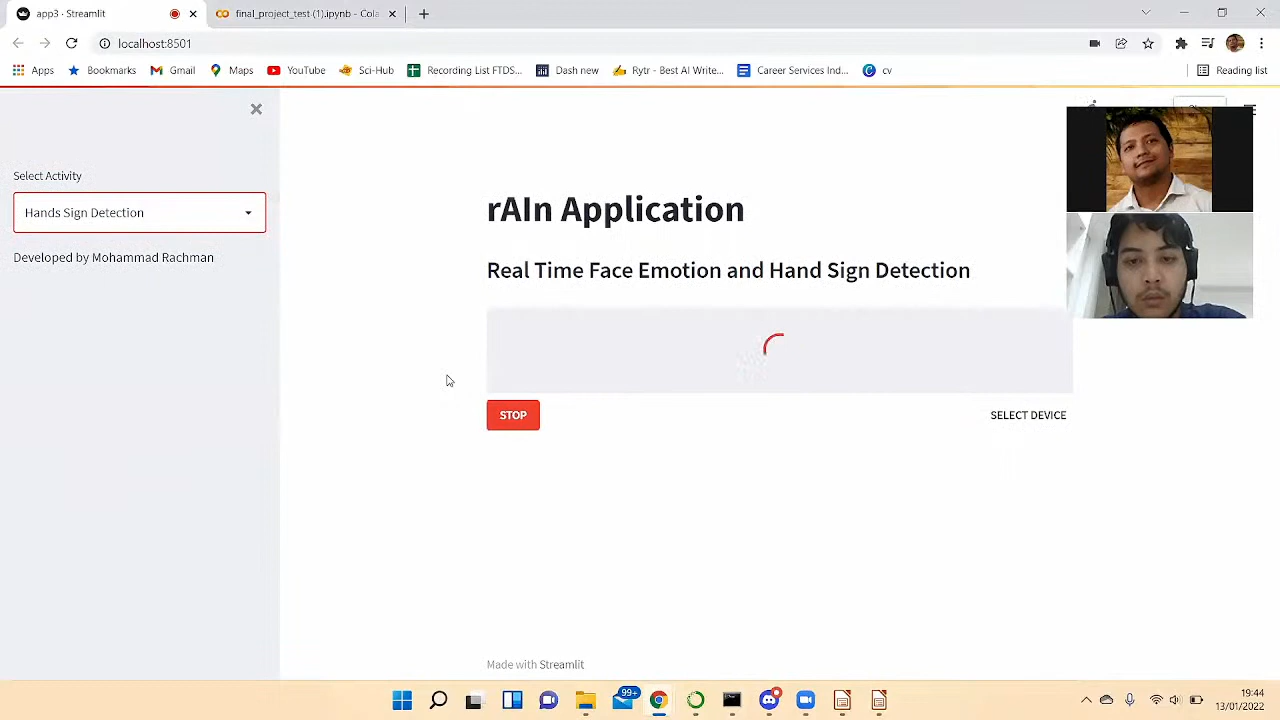 app3 - Streamlit
final_project_test (1).ipynb - Cola
localhost:8501
Apps Bookmarks Gmail Maps YouTube Sci-Hub Recording List FTDS... Dash new Rytr - Best AI Write... Career Services Ind... cv Reading list
Select Activity
Hands Sign Detection
Developed by Mohammad Rachman
rAIn Application
Real Time Face Emotion and Hand Sign Detection
STOP
SELECT DEVICE
Made with Streamlit
99+
19:44
13/01/2022